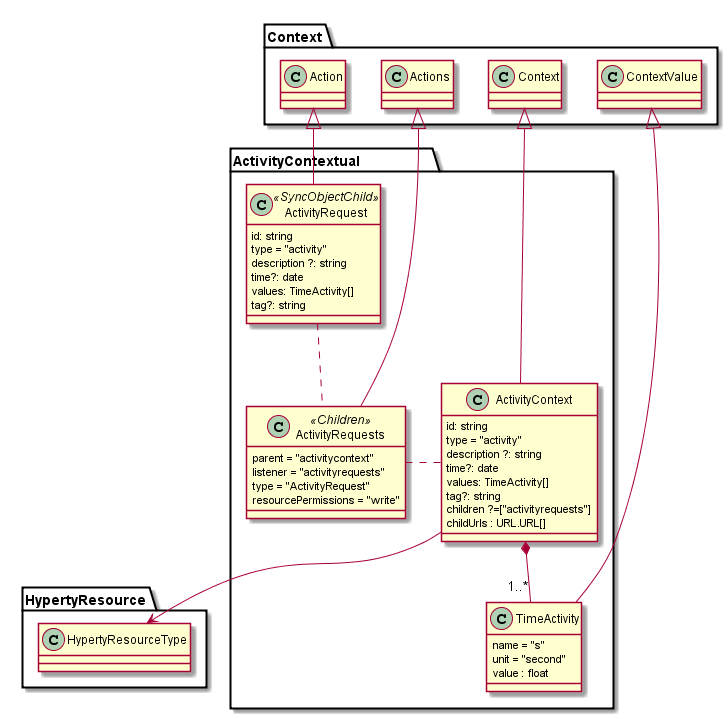 Context
C Action
C Actions
C Context
C ContextValue
ActivityContextual
«SyncObjectChild»
C ActivityRequest
id: string
type = "activity"
description ?: string
time?: date
values: TimeActivity[]
tag?: string
«Children»
C ActivityRequests
parent = "activitycontext"
listener = "activityrequests"
type = "ActivityRequest"
resourcePermissions = "write"
C ActivityContext
id: string
type = "activity"
description ?: string
time?: date
values: TimeActivity[]
tag?: string
children ?=["activityrequests"]
childUrls : URL.URL[]
1..*
HypertyResource
C HypertyResourceType
C TimeActivity
name = "s"
unit = "second"
value : float